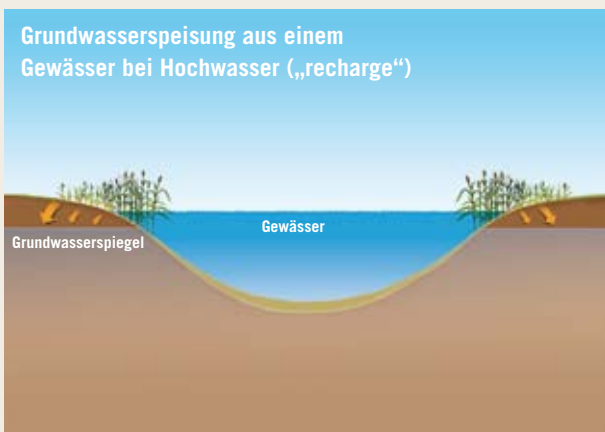 Grundwasserspeisung aus einem
Gewässer bei Hochwasser („recharge“)
Gewässer
Grundwasserspiegel